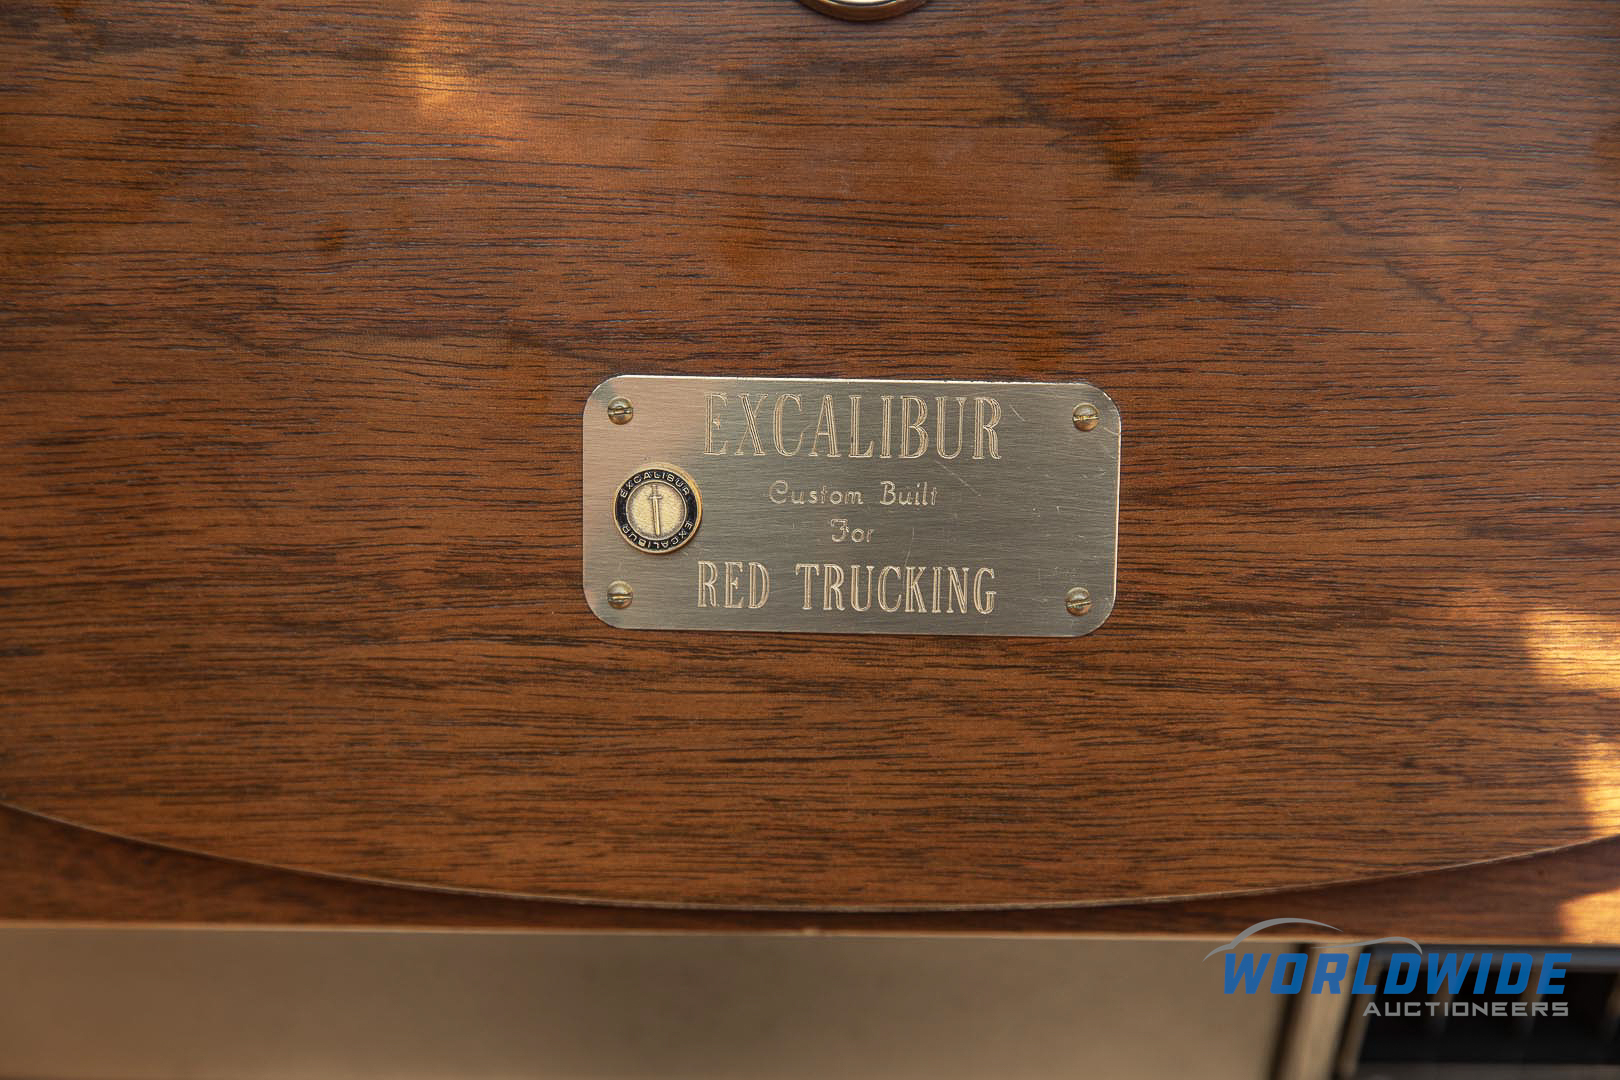 EXCALIBUR
Custom Built
For
RED TRUCKING
EXCALIBUR
EXCALIBUR
WORLDWIDE
AUCTIONEERS